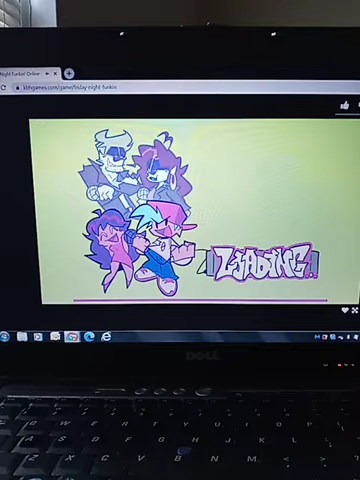 Night Funkin' Online
kbhgames.com/game/friday-night-funkin
LOADING
DELL
Q W E R T Y U I O P
A S D F G H J K L
Z X C V B N M